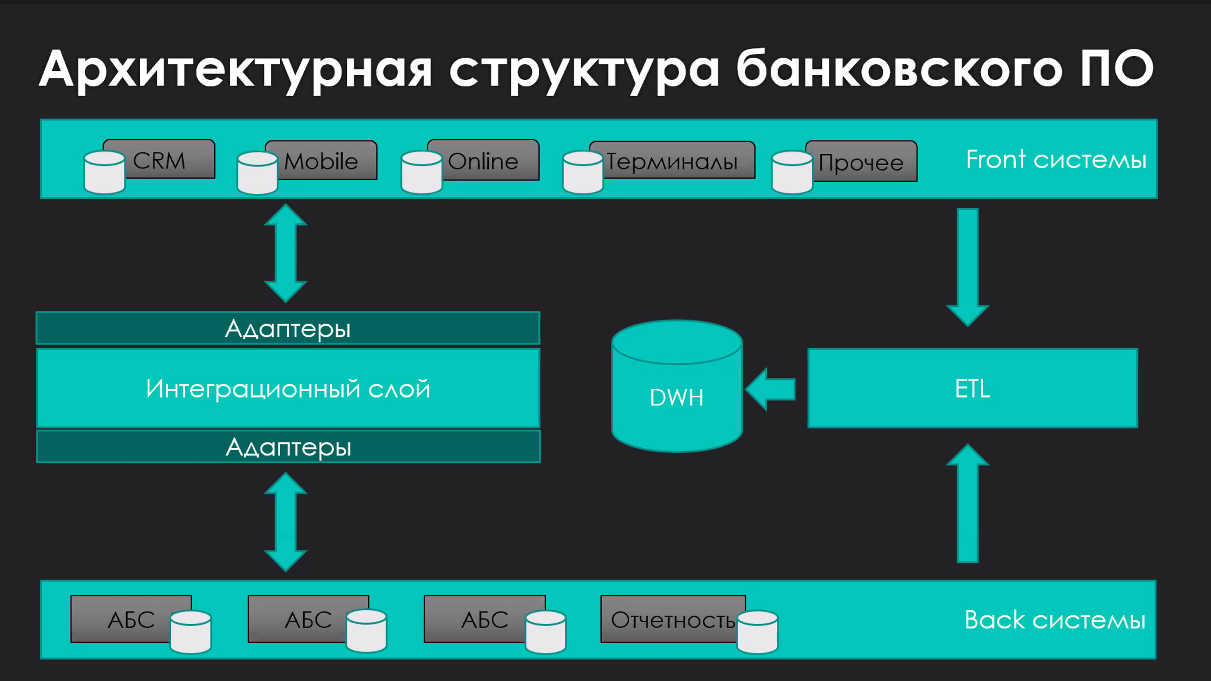 Архитектурная структура банковского ПО
CRM
Mobile
Online
Терминалы
Прочее
Front системы
Адаптеры
Интеграционный слой
Адаптеры
DWH
ETL
АБС
АБС
АБС
Отчетность
Back системы